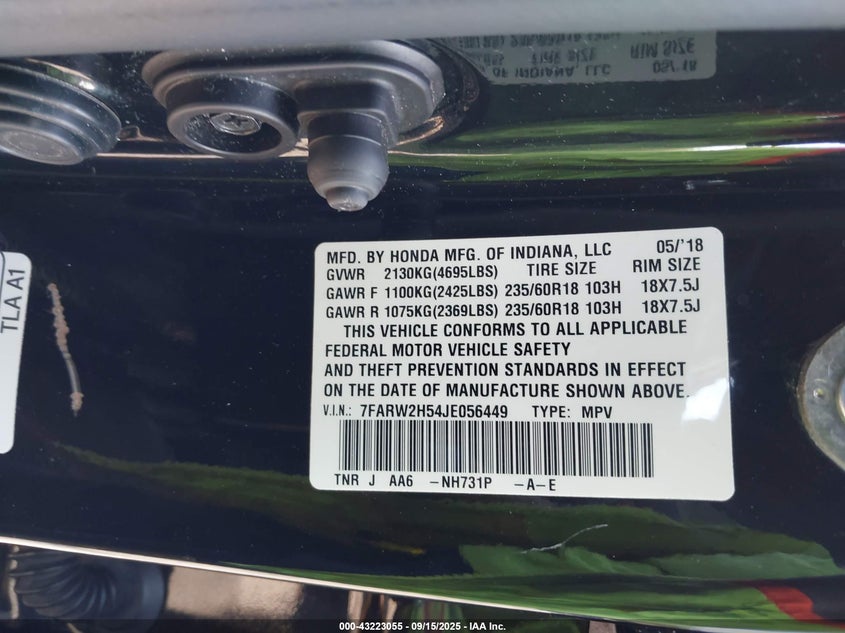 MFD. BY HONDA MFG. OF INDIANA, LLC 05/'18
GVWR 2130KG(4695LBS) TIRE SIZE RIM SIZE
GAWR F 1100KG(2425LBS) 235/60R18 103H 18X7.5J
GAWR R 1075KG(2369LBS) 235/60R18 103H 18X7.5J
THIS VEHICLE CONFORMS TO ALL APPLICABLE
FEDERAL MOTOR VEHICLE SAFETY
AND THEFT PREVENTION STANDARDS IN EFFECT
ON THE DATE OF MANUFACTURE SHOWN ABOVE.
V.I.N.: 7FARW2H54JE056449 TYPE: MPV
TNR J AA6 -NH731P -A-E
TLA A1
000-43223055 - 09/15/2025 - IAA Inc.